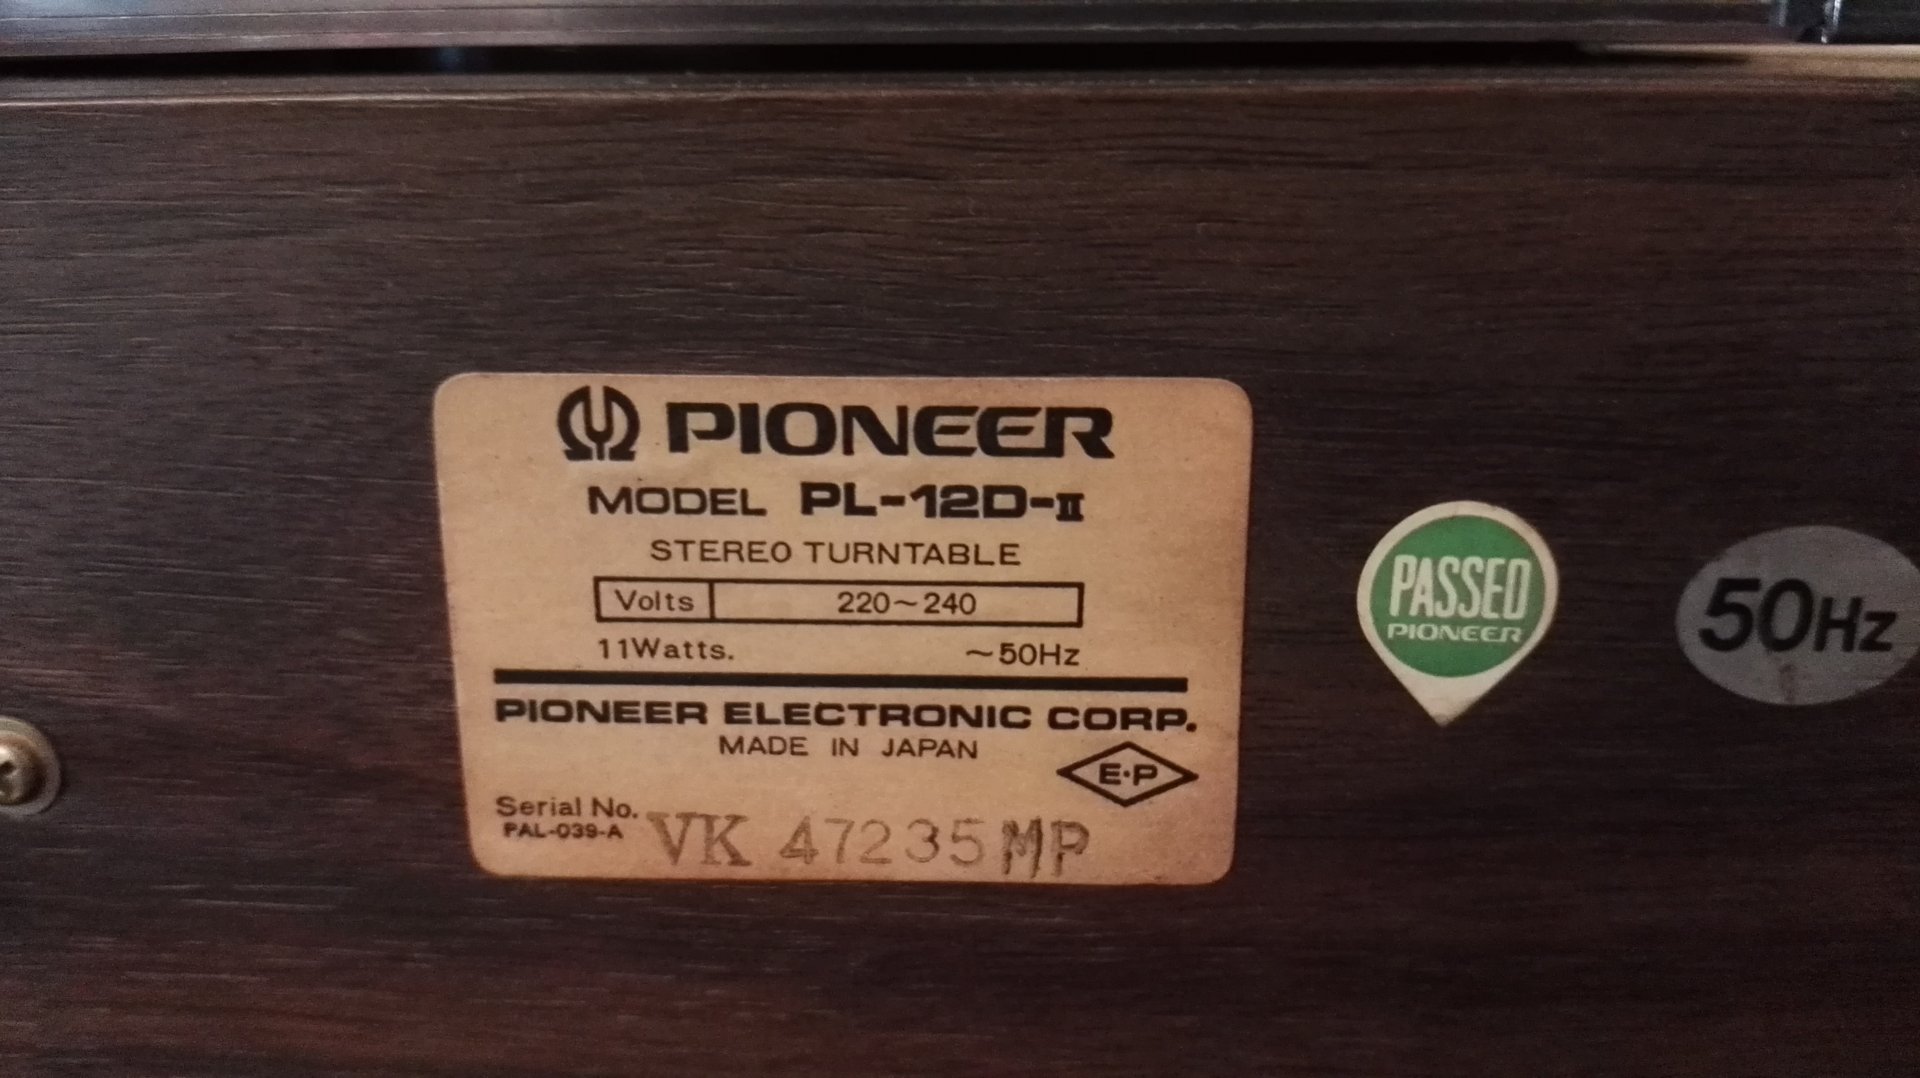 PIONEER
MODEL PL-12D-II
STEREO TURNTABLE
Volts 220~240
11Watts. ~50Hz
PIONEER ELECTRONIC CORP.
MADE IN JAPAN
E·P
Serial No.
PAL-039-A VK 47235MP
PASSED
PIONEER
50Hz